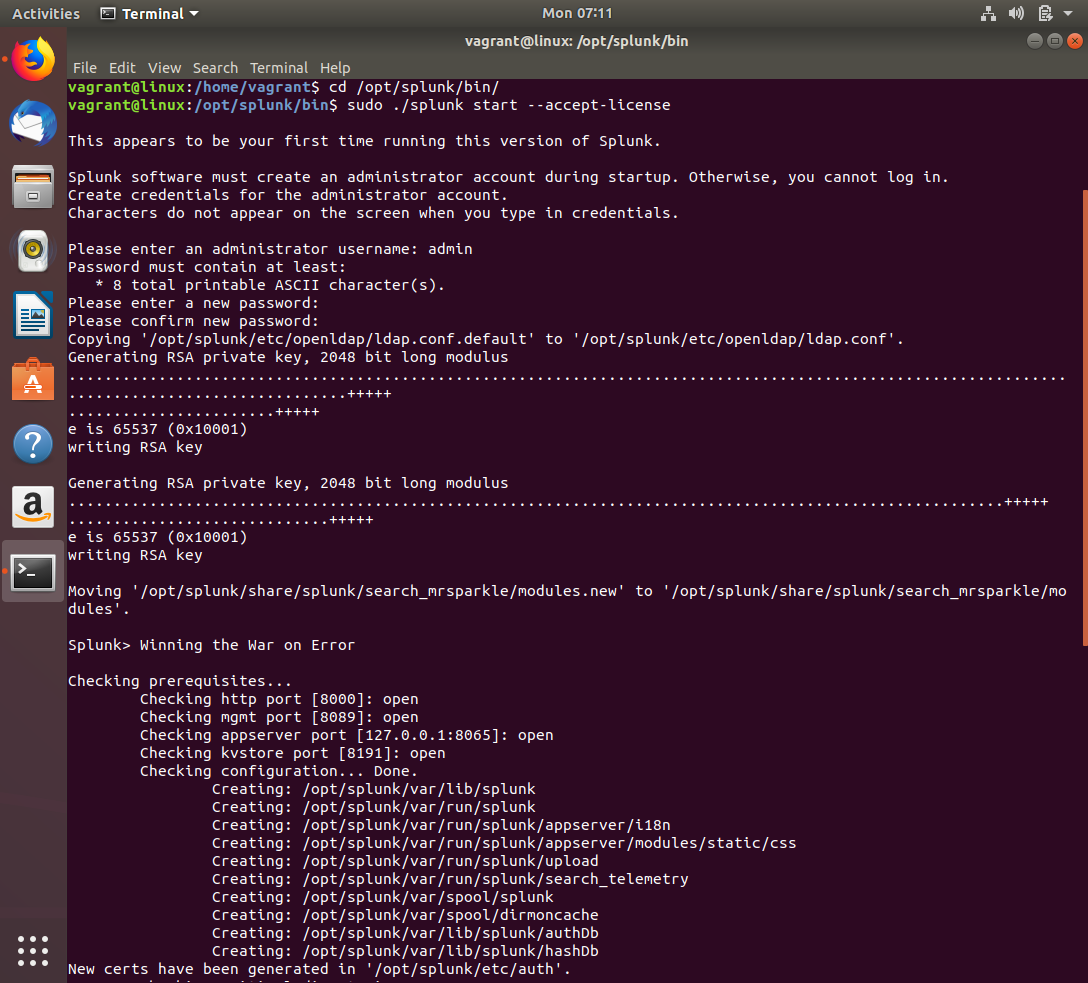 Activities Terminal Mon 07:11
vagrant@linux: /opt/splunk/bin
File Edit View Search Terminal Help
vagrant@linux:/home/vagrant$ cd /opt/splunk/bin/
vagrant@linux:/opt/splunk/bin$ sudo ./splunk start --accept-license
This appears to be your first time running this version of Splunk.
Splunk software must create an administrator account during startup. Otherwise, you cannot log in.
Create credentials for the administrator account.
Characters do not appear on the screen when you type in credentials.
Please enter an administrator username: admin
Password must contain at least:
* 8 total printable ASCII character(s).
Please enter a new password:
Please confirm new password:
Copying '/opt/splunk/etc/openldap/ldap.conf.default' to '/opt/splunk/etc/openldap/ldap.conf'.
Generating RSA private key, 2048 bit long modulus
...............................................................................................................
...............................+++++
.......................+++++
e is 65537 (0x10001)
writing RSA key
Generating RSA private key, 2048 bit long modulus
........................................................................................................+++++
.............................+++++
e is 65537 (0x10001)
writing RSA key
Moving '/opt/splunk/share/splunk/search_mrsparkle/modules.new' to '/opt/splunk/share/splunk/search_mrsparkle/mo
dules'.
Splunk> Winning the War on Error
Checking prerequisites...
Checking http port [8000]: open
Checking mgmt port [8089]: open
Checking appserver port [127.0.0.1:8065]: open
Checking kvstore port [8191]: open
Checking configuration... Done.
Creating: /opt/splunk/var/lib/splunk
Creating: /opt/splunk/var/run/splunk
Creating: /opt/splunk/var/run/splunk/appserver/i18n
Creating: /opt/splunk/var/run/splunk/appserver/modules/static/css
Creating: /opt/splunk/var/run/splunk/upload
Creating: /opt/splunk/var/run/splunk/search_telemetry
Creating: /opt/splunk/var/spool/splunk
Creating: /opt/splunk/var/spool/dirmoncache
Creating: /opt/splunk/var/lib/splunk/authDb
Creating: /opt/splunk/var/lib/splunk/hashDb
New certs have been generated in '/opt/splunk/etc/auth'.